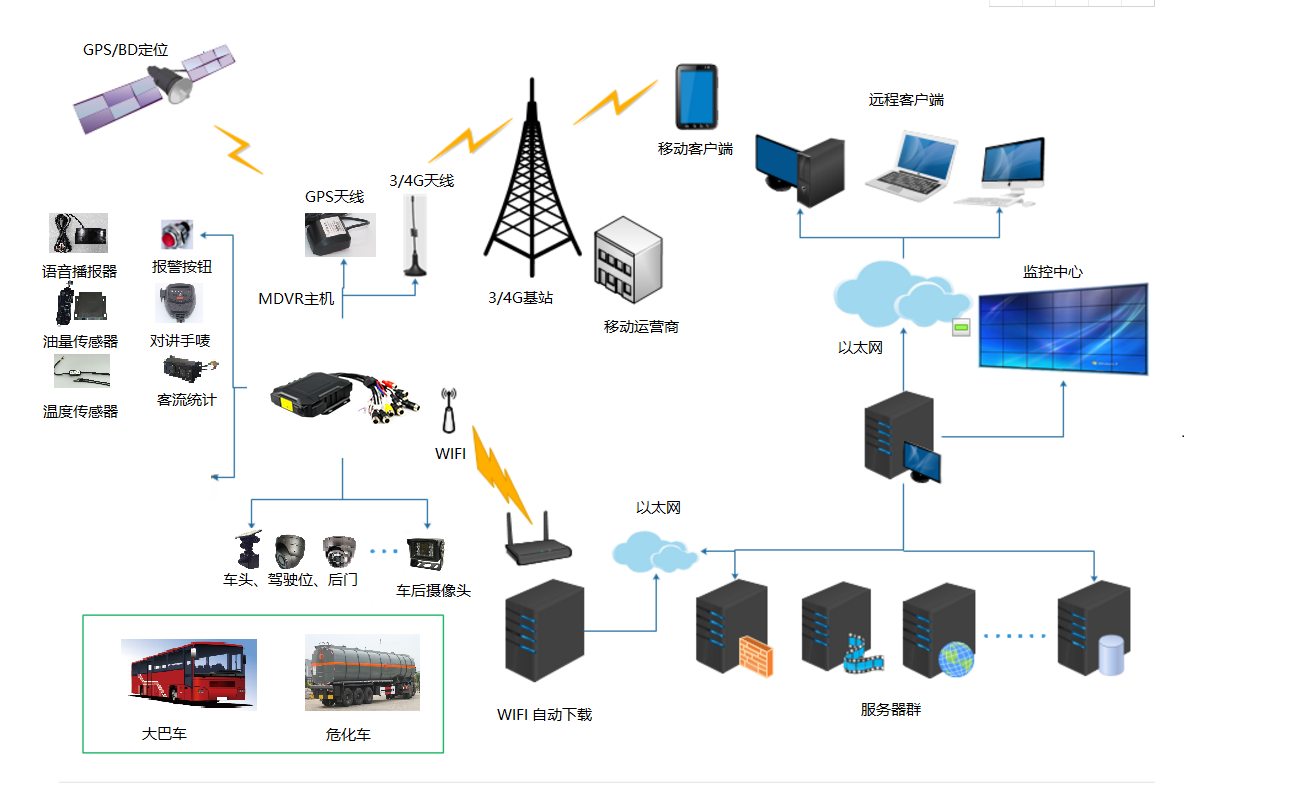 GPS/BD定位
远程客户端
移动客户端
3/4G天线
GPS天线
语音播报器
报警按钮
监控中心
MDVR主机
3/4G基站
移动运营商
油量传感器
对讲手唛
以太网
温度传感器
客流统计
WIFI
以太网
车头、驾驶位、后门
车后摄像头
WIFI 自动下载
服务器群
大巴车
危化车